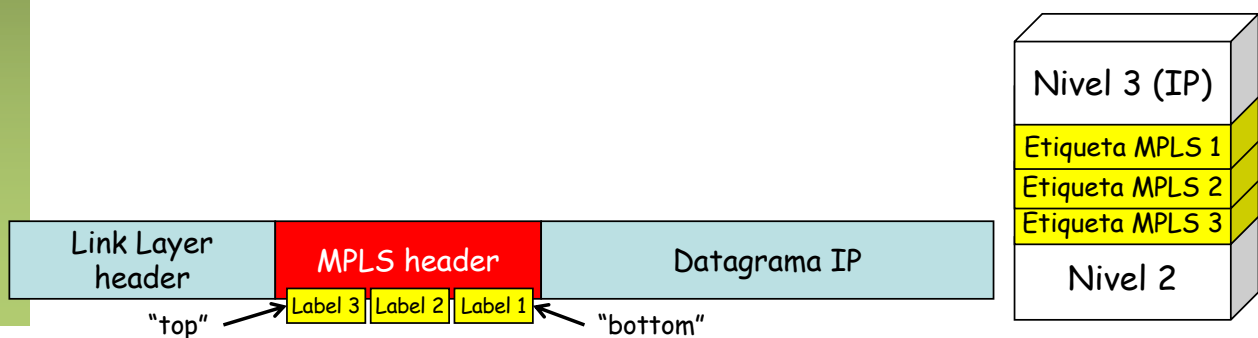 Link Layer
header
MPLS header
Datagrama IP
Label 3
Label 2
Label 1
“top”
“bottom”
Nivel 3 (IP)
Etiqueta MPLS 1
Etiqueta MPLS 2
Etiqueta MPLS 3
Nivel 2